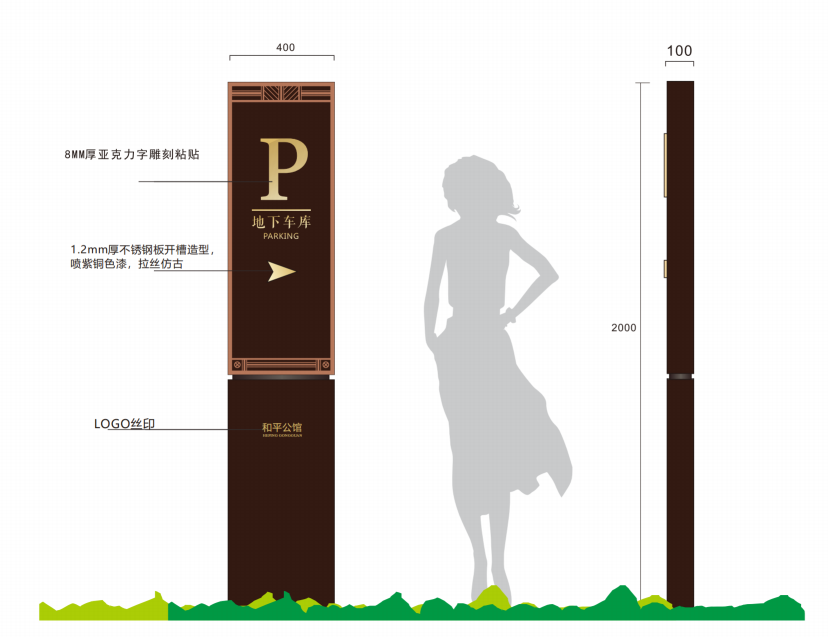 400
100
8MM厚亚克力字雕刻粘贴
P
地下车库
PARKING
1.2mm厚不锈钢板开槽造型，
喷紫铜色漆，拉丝仿古
2000
LOGO丝印
和平公馆